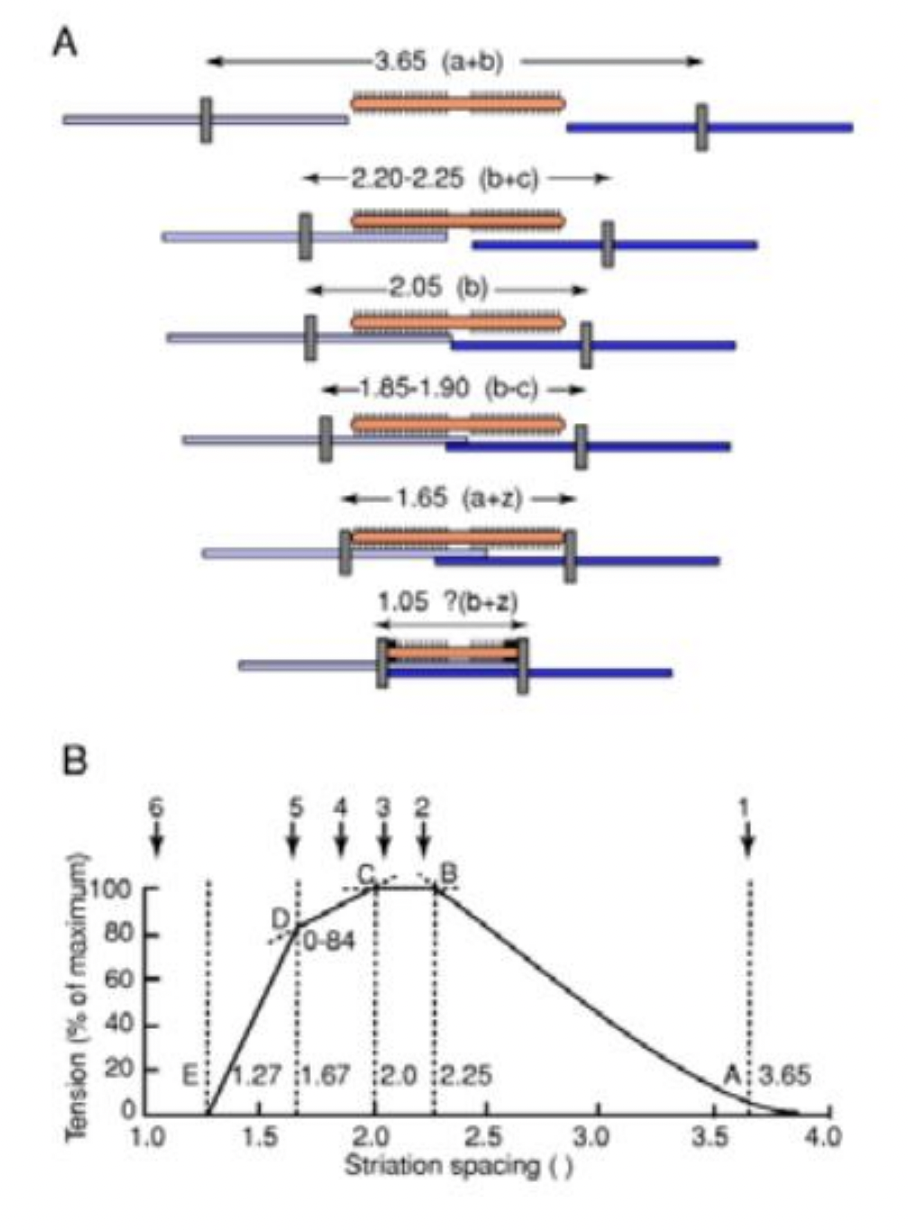 A
3.65 (a+b)
2.20-2.25 (b+c)
2.05 (b)
1.85-1.90 (b-c)
1.65 (a+z)
1.05 ?(b+z)
B
6 5 4 3 2 1
C B
100
D
80
0-84
60
40
20
E 1.27 1.67 2.0 2.25 A 3.65
0
1.0 1.5 2.0 2.5 3.0 3.5 4.0
Tension (% of maximum)
Striation spacing ( )